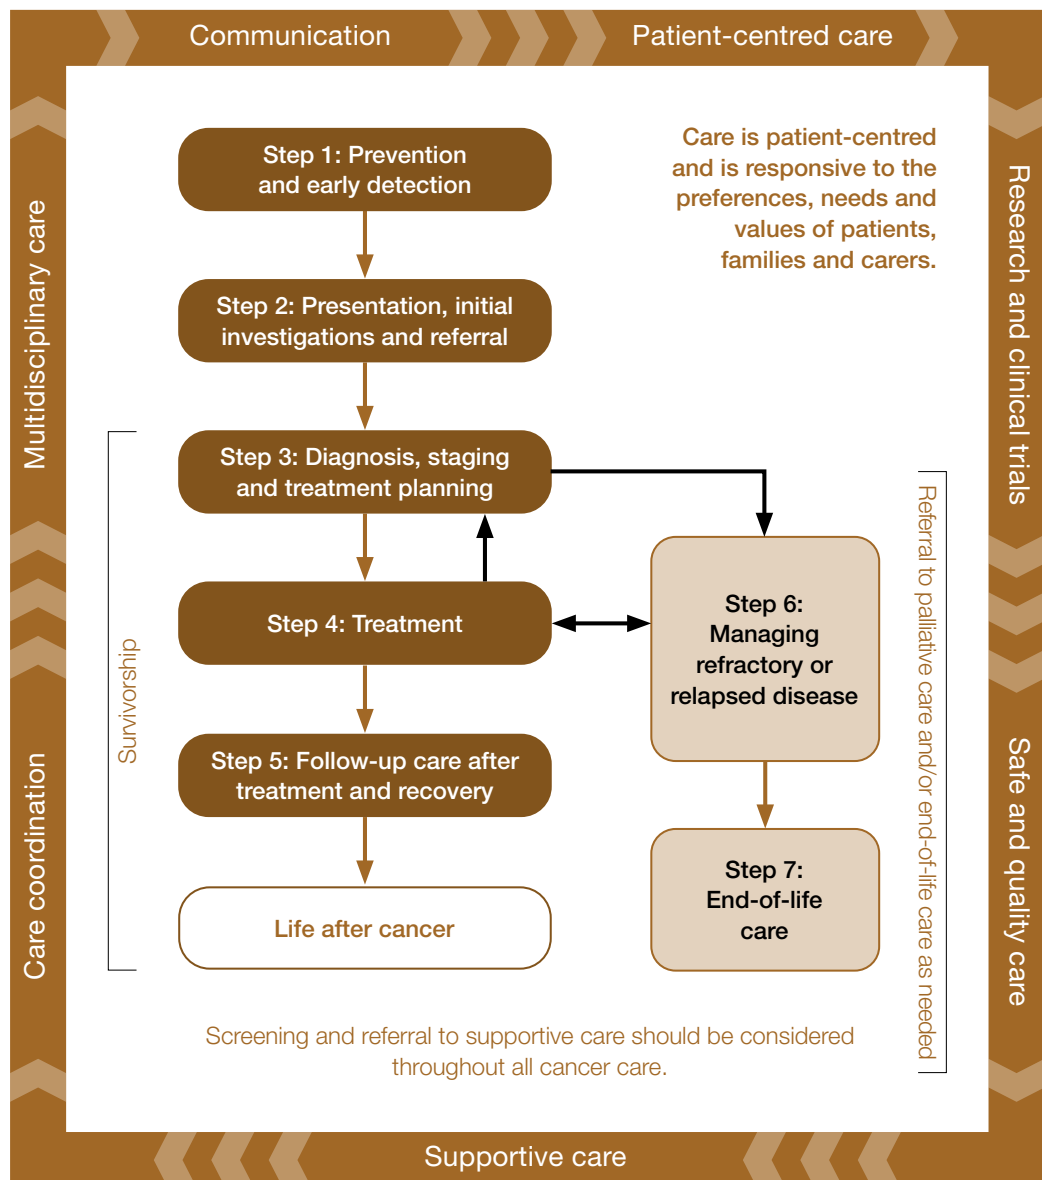 Communication
Patient-centred care
Step 1: Prevention
and early detection
Care is patient-centred
and is responsive to the
preferences, needs and
values of patients,
families and carers.
Multidisciplinary care
Research and clinical trials
Step 2: Presentation, initial
investigations and referral
Step 3: Diagnosis, staging
and treatment planning
Step 4: Treatment
Step 6:
Managing
refractory or
relapsed disease
Survivorship
Referral to palliative care and/or end-of-life care as needed
Step 5: Follow-up care after
treatment and recovery
Care coordination
Safe and quality care
Step 7:
End-of-life
care
Life after cancer
Screening and referral to supportive care should be considered
throughout all cancer care.
Supportive care